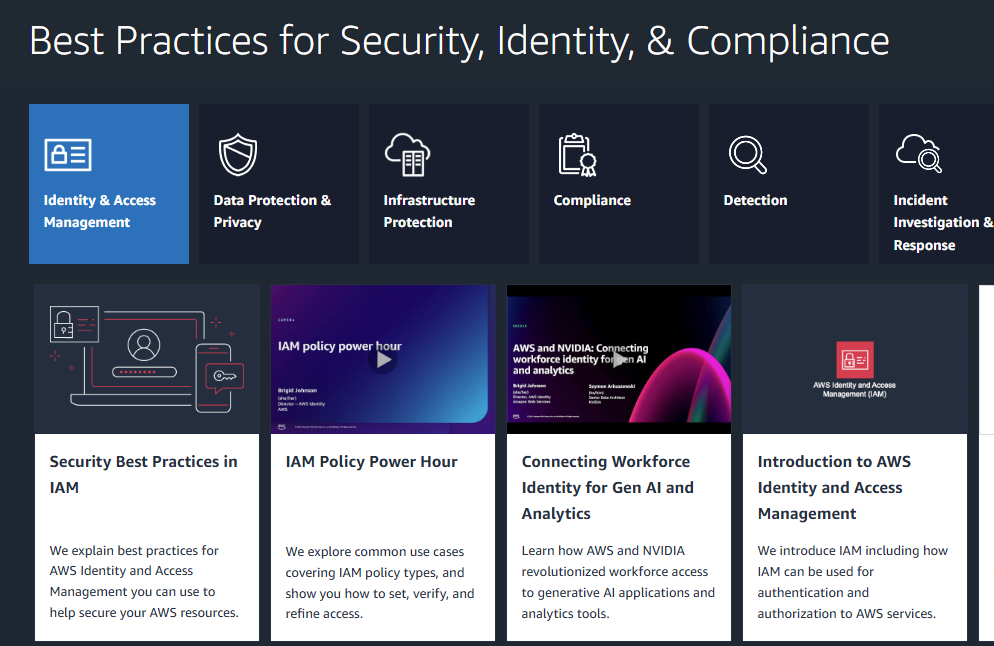 Best Practices for Security, Identity, & Compliance
Identity & Access
Management
Data Protection &
Privacy
Infrastructure
Protection
Compliance
Detection
Incident
Investigation &
Response
IAM policy power hour
Brigid Johnson
(she/her)
Director – AWS Identity
AWS
AWS and NVIDIA: Connecting
workforce identity for gen AI
and analytics
Brigid Johnson
(she/her)
Director, AWS Identity
Amazon Web Services
Szymon Arkuszewski
(he/him)
Senior Data Architect
NVIDIA
AWS Identity and Access
Management (IAM)
Security Best Practices in
IAM
We explain best practices for
AWS Identity and Access
Management you can use to
help secure your AWS resources.
IAM Policy Power Hour
We explore common use cases
covering IAM policy types, and
show you how to set, verify, and
refine access.
Connecting Workforce
Identity for Gen AI and
Analytics
Learn how AWS and NVIDIA
revolutionized workforce access
to generative AI applications and
analytics tools.
Introduction to AWS
Identity and Access
Management
We introduce IAM including how
IAM can be used for
authentication and
authorization to AWS services.